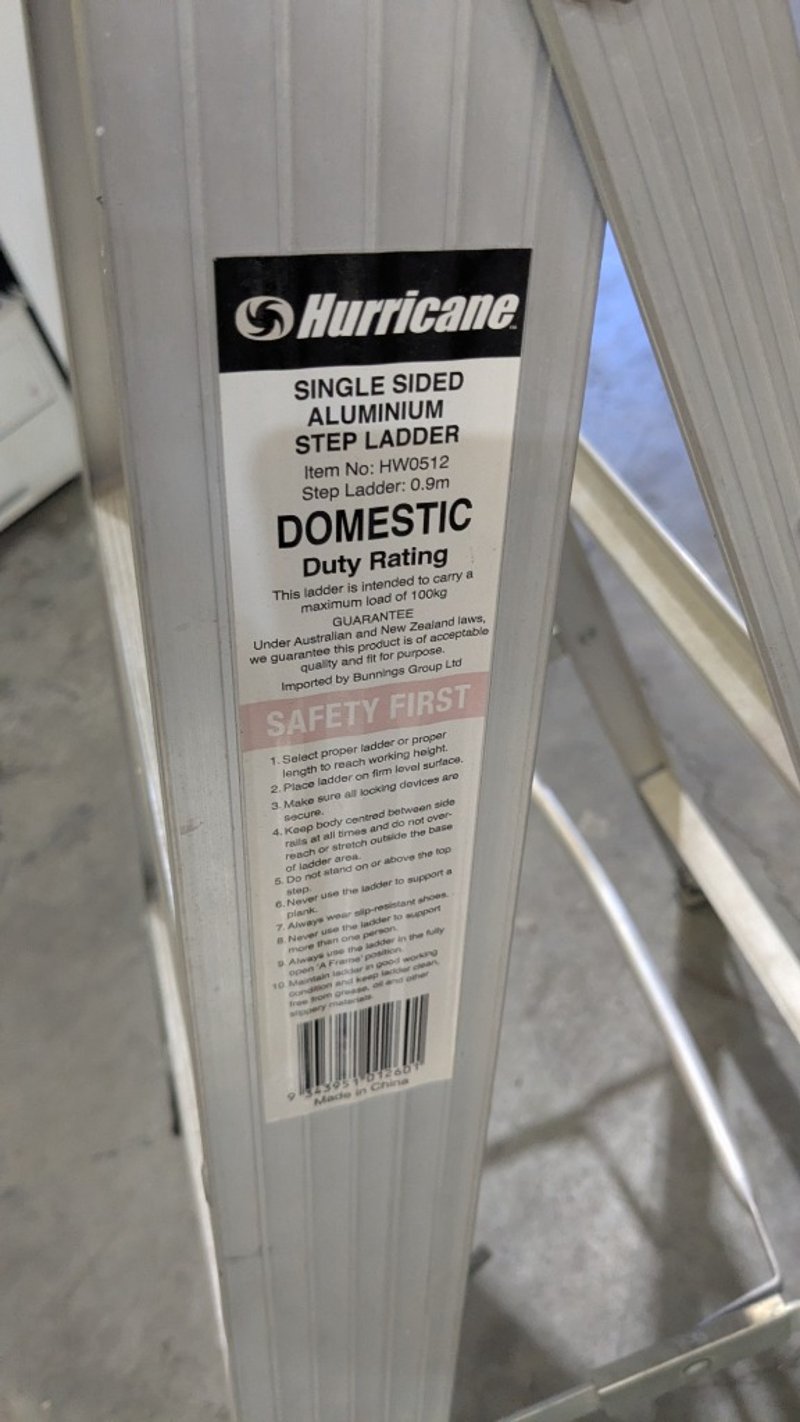 Hurricane
SINGLE SIDED
ALUMINIUM
STEP LADDER
Item No: HW0512
Step Ladder: 0.9m
DOMESTIC
Duty Rating
This ladder is intended to carry a
maximum load of 100kg
GUARANTEE
Under Australian and New Zealand laws,
we guarantee this product is of acceptable
quality and fit for purpose.
Imported by Bunnings Group Ltd
SAFETY FIRST
1. Select proper ladder or proper
length to reach working height.
2. Place ladder on firm level surface.
3. Make sure all locking devices are
secure.
4. Keep body centred between side
rails at all times and do not over-
reach or stretch outside the base
of ladder area.
5. Do not stand on or above the top
step.
6. Never use the ladder to support a
plank.
7. Always wear slip-resistant shoes.
8. Never use the ladder to support
more than one person.
9. Always use the ladder in the fully
open 'A Frame' position.
10 Maintain ladder in good working
condition and keep ladder clean,
free from grease, oil and other
slippery materials.
9 343951 012601
Made in China